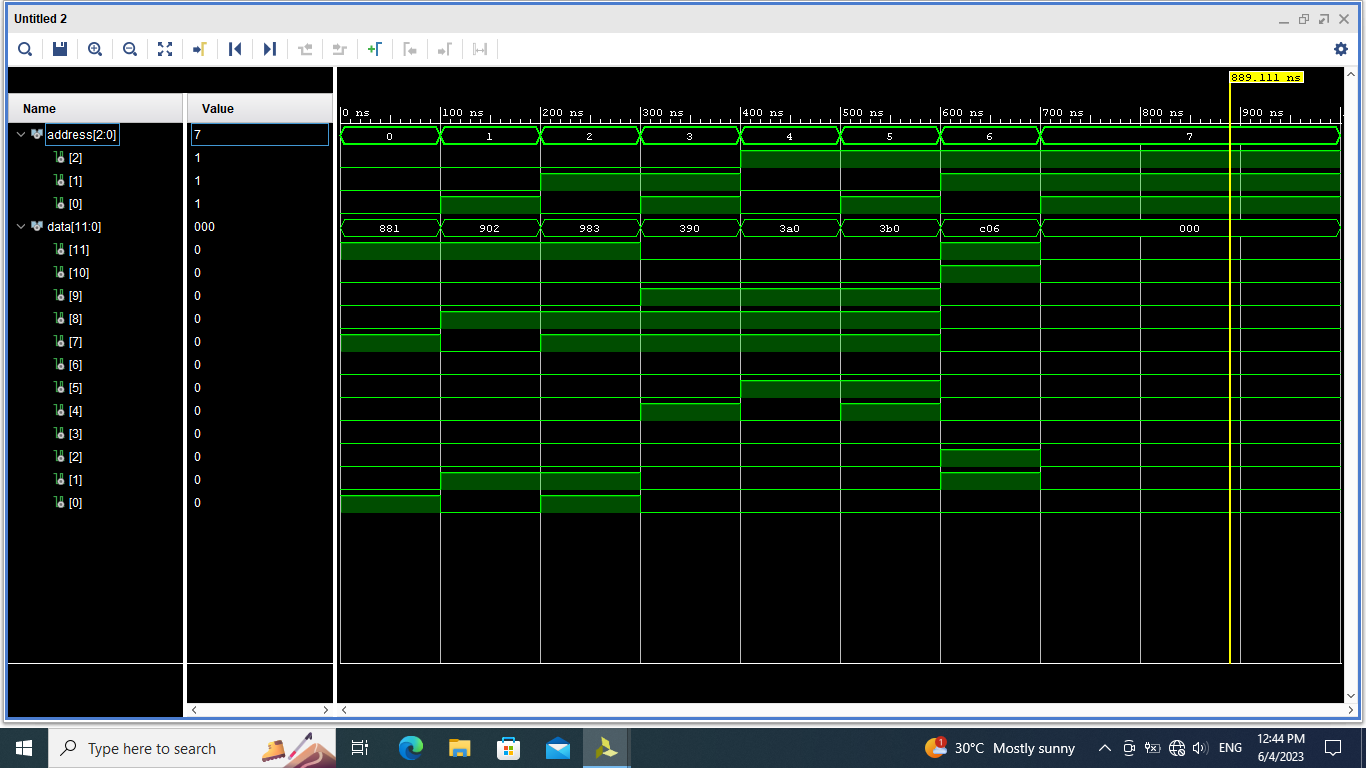 Untitled 2
889.111 ns
Name Value
0 ns 100 ns 200 ns 300 ns 400 ns 500 ns 600 ns 700 ns 800 ns 900 ns
address[2:0] 7 0 1 2 3 4 5 6 7
[2] 1
[1] 1
[0] 1
data[11:0] 000 881 902 983 390 3a0 3b0 c06 000
[11] 0
[10] 0
[9] 0
[8] 0
[7] 0
[6] 0
[5] 0
[4] 0
[3] 0
[2] 0
[1] 0
[0] 0
Type here to search 1 30°C Mostly sunny ENG 12:44 PM
6/4/2023